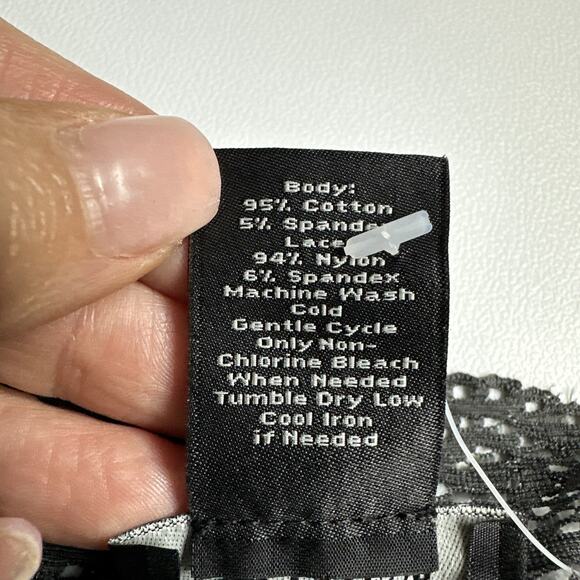 Body:
95% Cotton
5% Spandex
Lace
94% Nylon
6% Spandex
Machine Wash
Cold
Gentle Cycle
Only Non-
Chlorine Bleach
When Needed
Tumble Dry Low
Cool Iron
if Needed